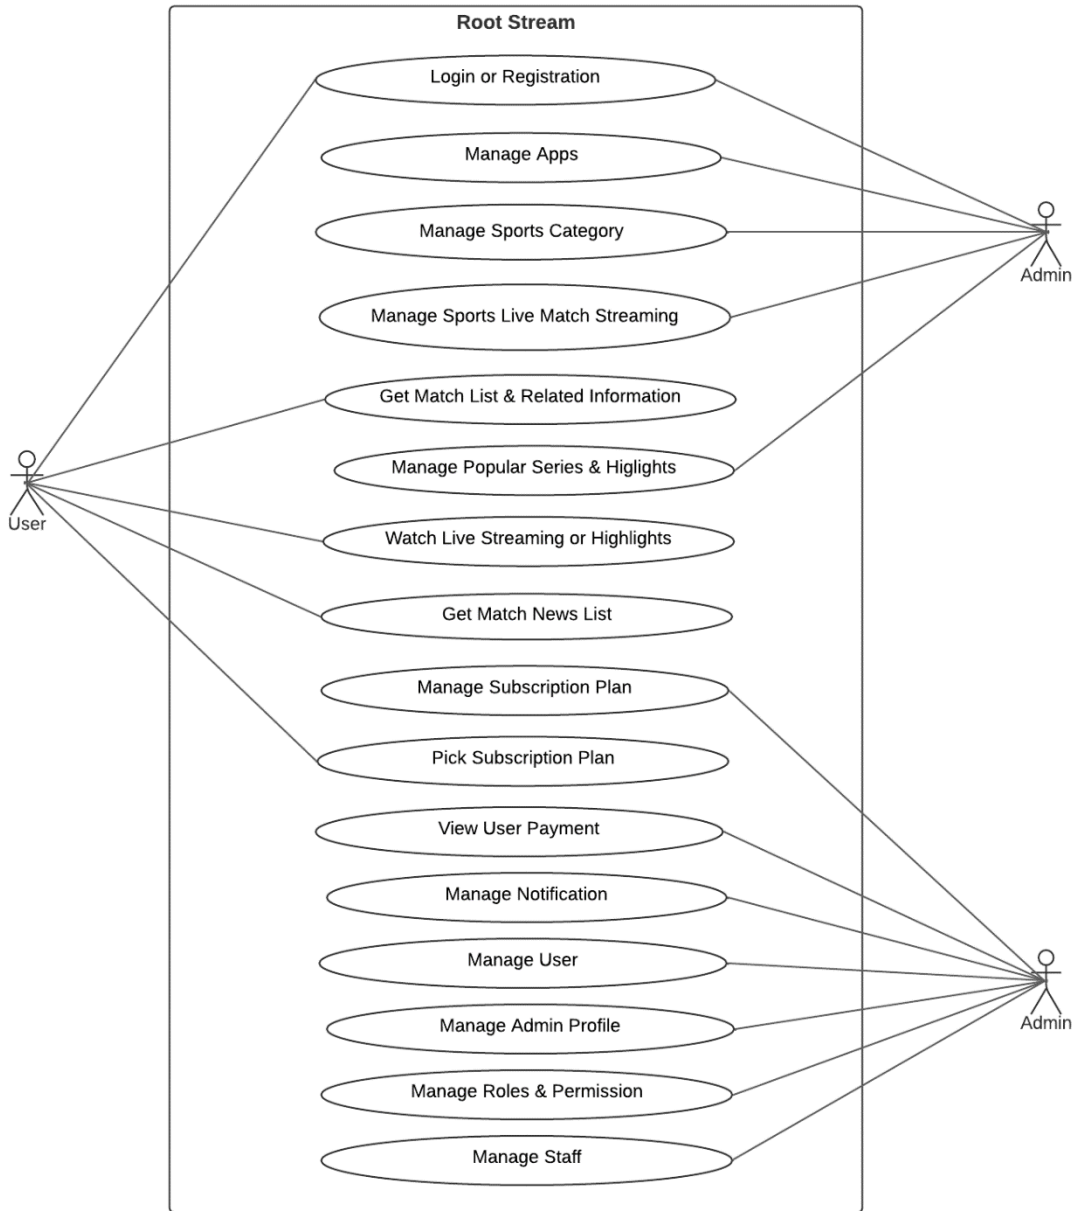 Root Stream
Login or Registration
Manage Apps
Manage Sports Category
Admin
Manage Sports Live Match Streaming
Get Match List & Related Information
Manage Popular Series & Higlights
User
Watch Live Streaming or Highlights
Get Match News List
Manage Subscription Plan
Pick Subscription Plan
View User Payment
Manage Notification
Manage User
Manage Admin Profile
Admin
Manage Roles & Permission
Manage Staff